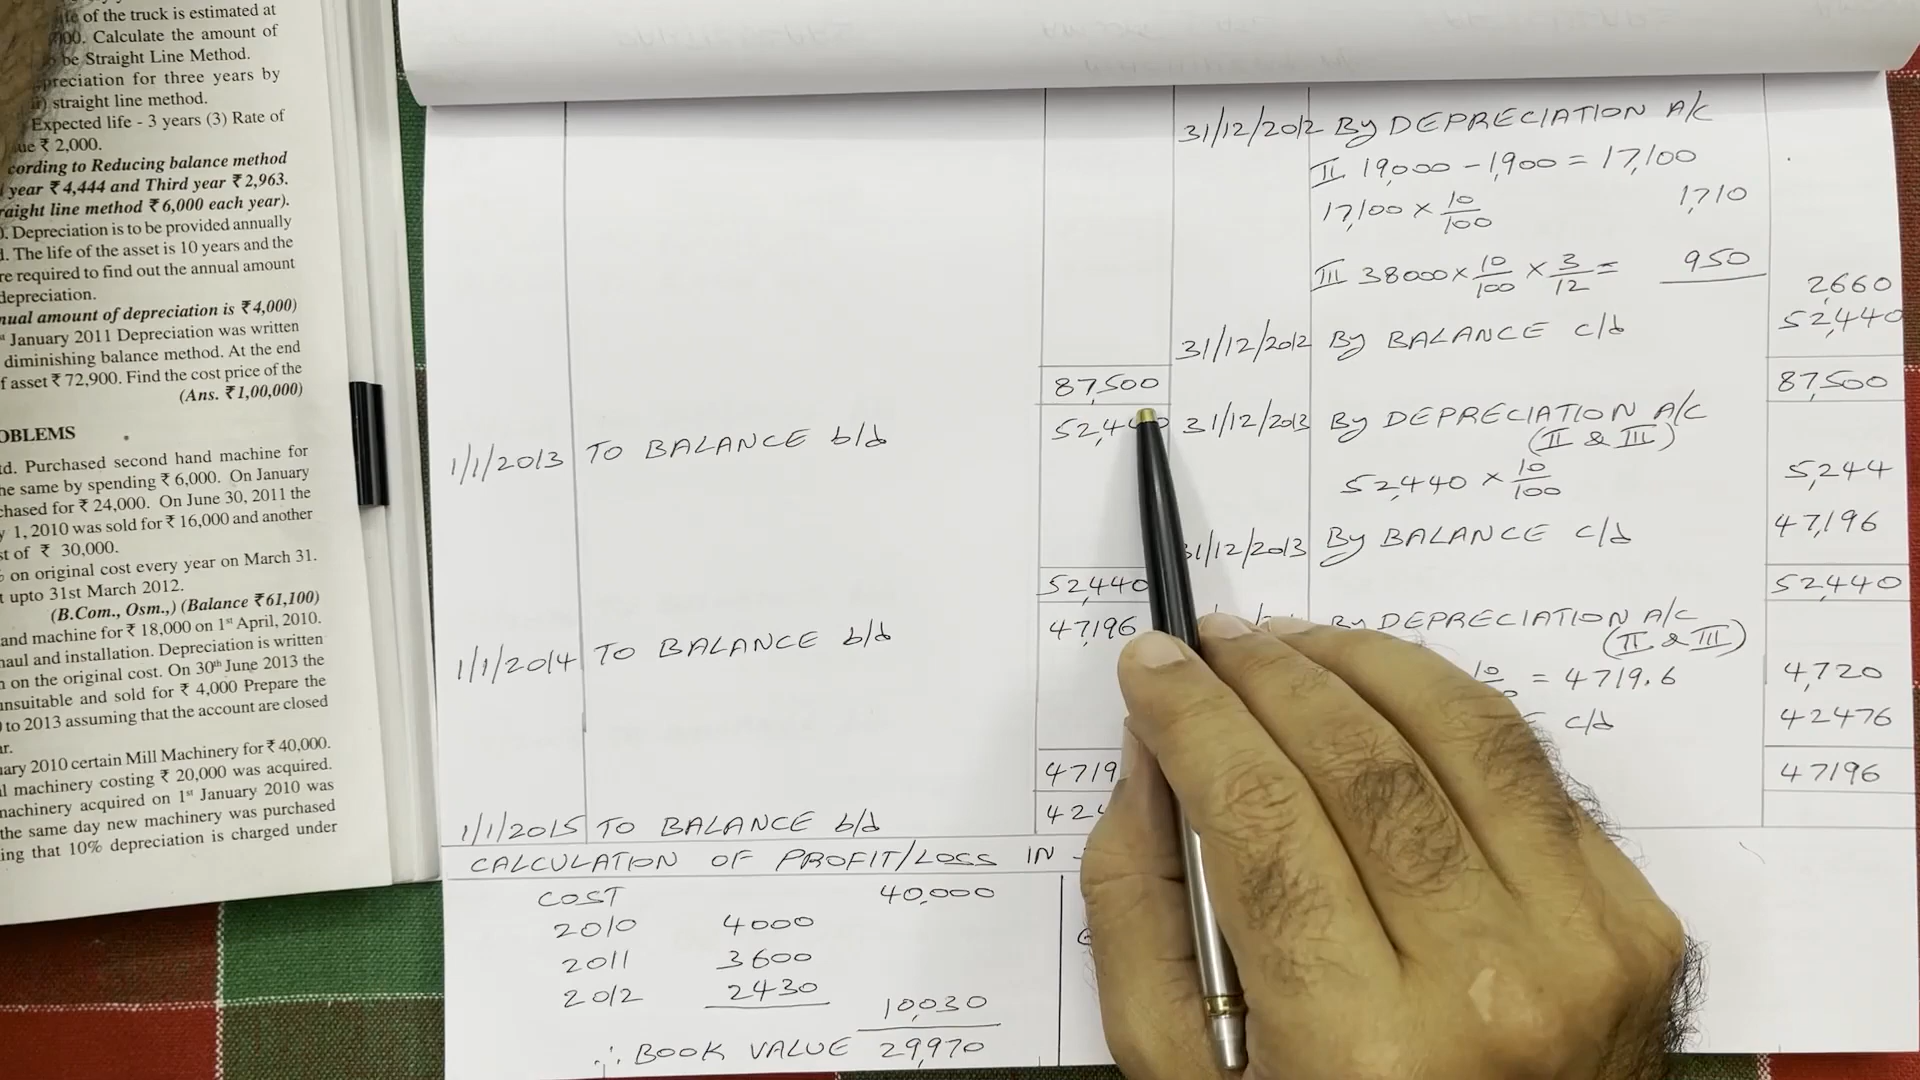 of the truck is estimated at
Calculate the amount of
be Straight Line Method.
preciation for three years by
straight line method.
Expected life - 3 years (3) Rate of
₹ 2,000.
cording to Reducing balance method
year ₹ 4,444 and Third year ₹ 2,963.
raight line method ₹ 6,000 each year).
Depreciation is to be provided annually
The life of the asset is 10 years and the
re required to find out the annual amount
depreciation.
nual amount of depreciation is ₹ 4,000)
January 2011 Depreciation was written
diminishing balance method. At the end
f asset ₹ 72,900. Find the cost price of the
(Ans. ₹ 1,00,000)
OBLEMS
td. Purchased second hand machine for
he same by spending ₹ 6,000. On January
chased for ₹ 24,000. On June 30, 2011 the
1, 2010 was sold for ₹ 16,000 and another
st of ₹ 30,000.
on original cost every year on March 31.
upto 31st March 2012.
(B.Com., Osm.,) (Balance ₹ 61,100)
and machine for ₹ 18,000 on 1st April, 2010.
haul and installation. Depreciation is written
on the original cost. On 30th June 2013 the
unsuitable and sold for ₹ 4,000 Prepare the
to 2013 assuming that the account are closed
ar.
uary 2010 certain Mill Machinery for ₹ 40,000.
l machinery costing ₹ 20,000 was acquired.
machinery acquired on 1st January 2010 was
the same day new machinery was purchased
ing that 10% depreciation is charged under
31/12/2012 By DEPRECIATION A/C
II 19,000 - 1,900 = 17,100
17,100 × 10/100 1,710
III 38000 × 10/100 × 3/12 = 950 2,660
31/12/2012 By BALANCE c/d 52,440
87,500 87,500
1/1/2013 TO BALANCE b/d 52,440 31/12/2013 By DEPRECIATION A/C
(II & III)
52,440 × 10/100 5,244
31/12/2013 By BALANCE c/d 47,196
52,440 52,440
1/1/2014 TO BALANCE b/d 47,196 By DEPRECIATION A/C
(II & III)
= 4719.6 4,720
c/d 42476
4719 47196
1/1/2015 TO BALANCE b/d 424
CALCULATION OF PROFIT/LOSS IN
COST 40,000
2010 4000
2011 3600
2012 2430 10,030
∴ BOOK VALUE 29,970